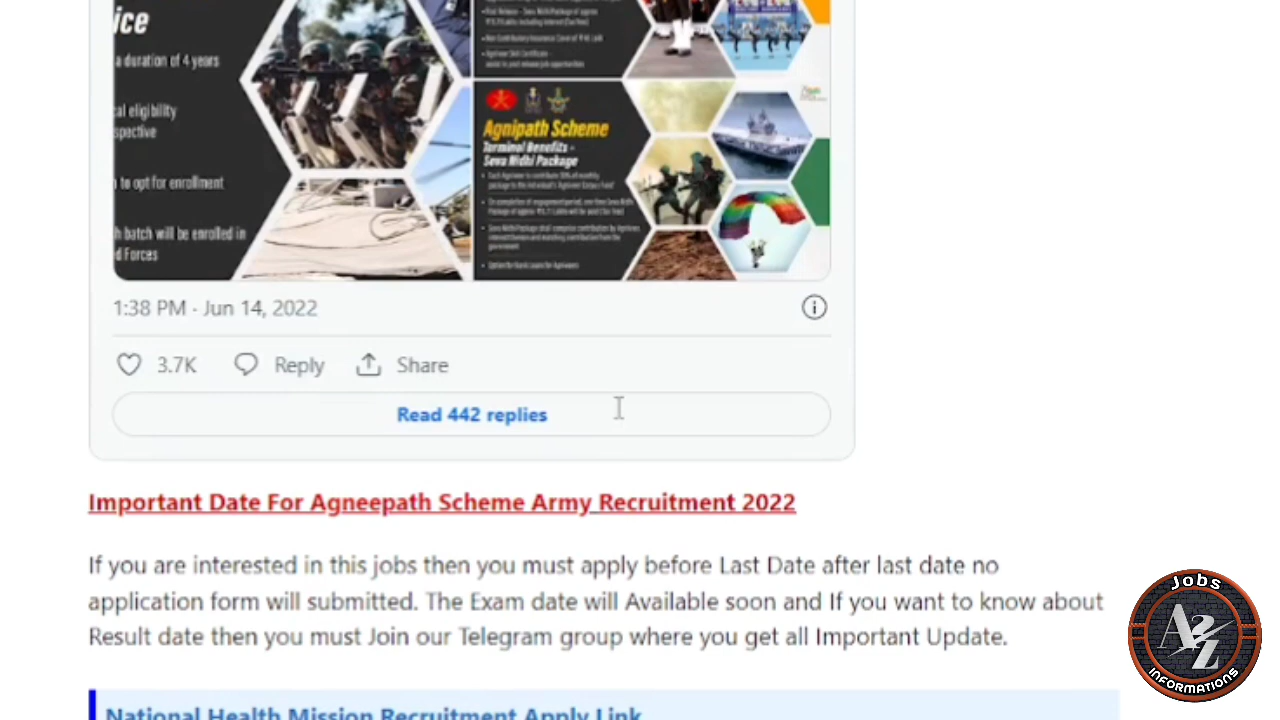 ice
a duration of 4 years
al eligibility
spective
to opt for enrollment
h batch will be enrolled in
d Forces
Agnipath Scheme
Terminal Benefits -
Seva Nidhi Package
1:38 PM · Jun 14, 2022
3.7K Reply Share
Read 442 replies
Important Date For Agneepath Scheme Army Recruitment 2022
If you are interested in this jobs then you must apply before Last Date after last date no
application form will submitted. The Exam date will Available soon and If you want to know about
Result date then you must Join our Telegram group where you get all Important Update.
National Health Mission Recruitment Apply Link
Jobs
A2Z
INFORMATIONS